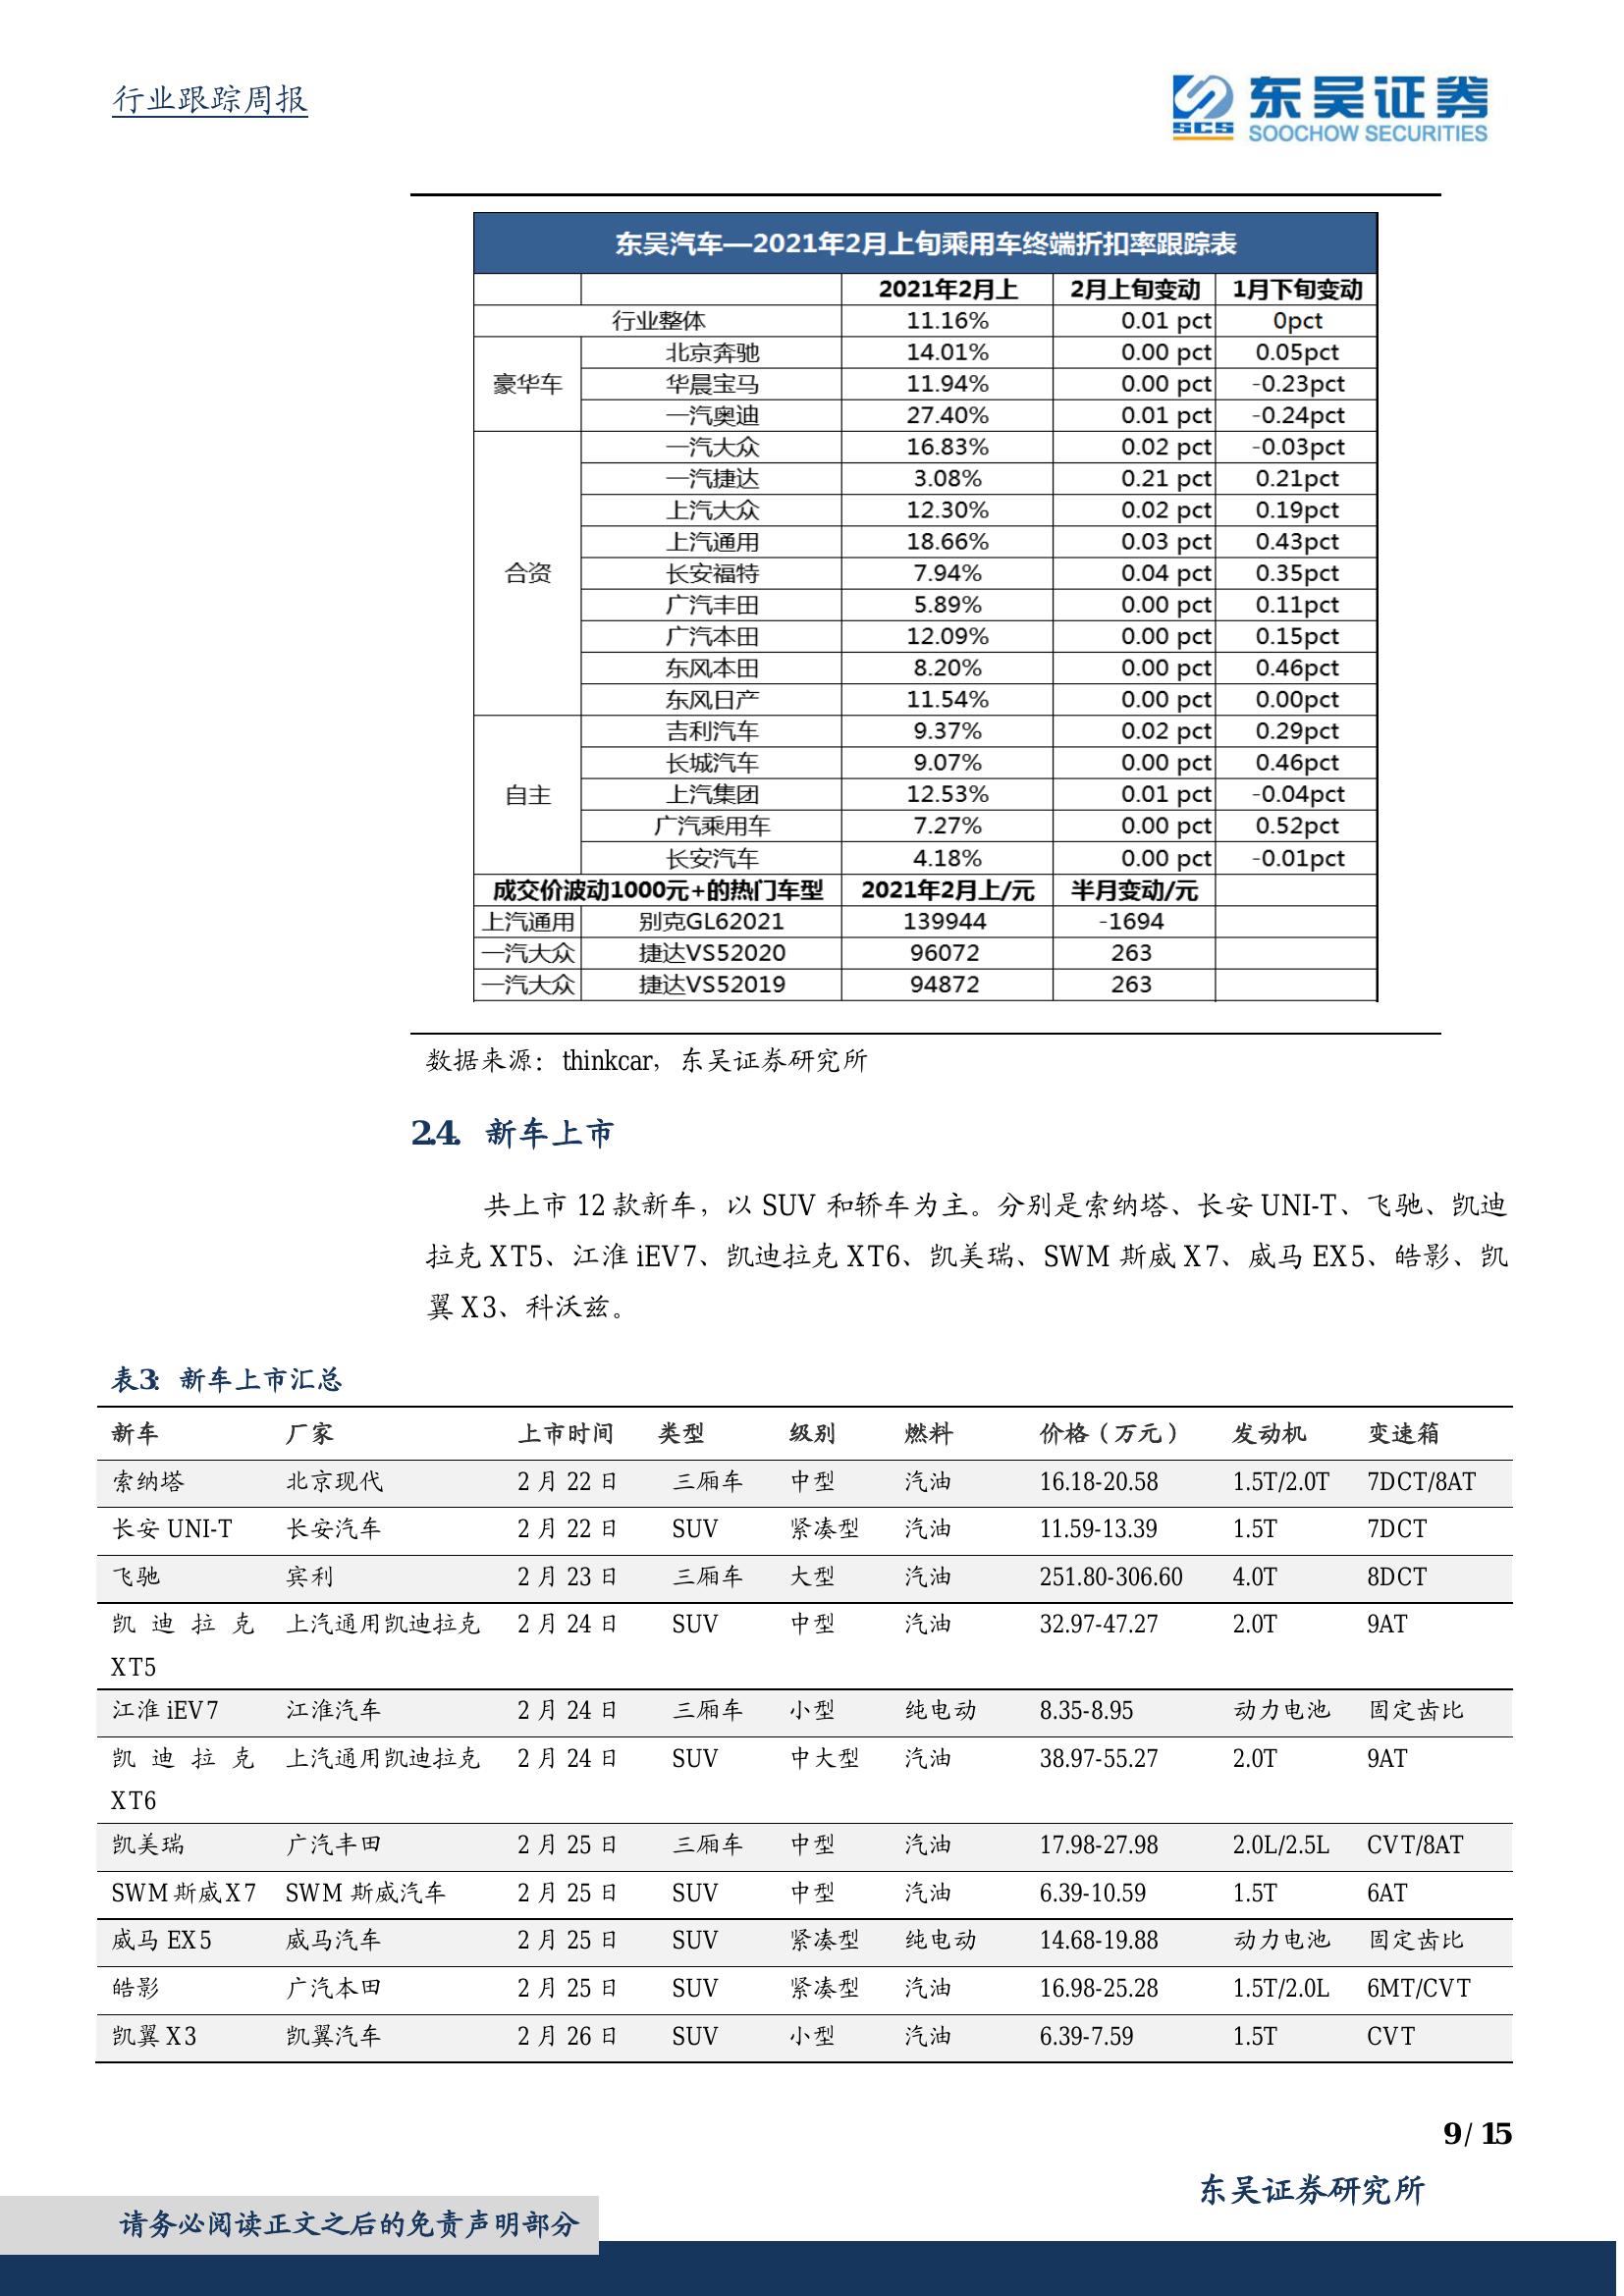 行业跟踪周报
东吴证券
SCS
SOOCHOW SECURITIES
东吴汽车—2021年2月上旬乘用车终端折扣率跟踪表
2021年2月上 2月上旬变动 1月下旬变动
行业整体 11.16% 0.01 pct 0pct
豪华车 北京奔驰 14.01% 0.00 pct 0.05pct
华晨宝马 11.94% 0.00 pct -0.23pct
一汽奥迪 27.40% 0.01 pct -0.24pct
合资 一汽大众 16.83% 0.02 pct -0.03pct
一汽捷达 3.08% 0.21 pct 0.21pct
上汽大众 12.30% 0.02 pct 0.19pct
上汽通用 18.66% 0.03 pct 0.43pct
长安福特 7.94% 0.04 pct 0.35pct
广汽丰田 5.89% 0.00 pct 0.11pct
广汽本田 12.09% 0.00 pct 0.15pct
东风本田 8.20% 0.00 pct 0.46pct
东风日产 11.54% 0.00 pct 0.00pct
自主 吉利汽车 9.37% 0.02 pct 0.29pct
长城汽车 9.07% 0.00 pct 0.46pct
上汽集团 12.53% 0.01 pct -0.04pct
广汽乘用车 7.27% 0.00 pct 0.52pct
长安汽车 4.18% 0.00 pct -0.01pct
成交价波动1000元+的热门车型 2021年2月上/元 半月变动/元
上汽通用 别克GL62021 139944 -1694
一汽大众 捷达VS52020 96072 263
一汽大众 捷达VS52019 94872 263
数据来源：thinkcar，东吴证券研究所
2.4. 新车上市
共上市 12 款新车，以 SUV 和轿车为主。分别是索纳塔、长安 UNI-T、飞驰、凯迪
拉克 XT5、江淮 iEV7、凯迪拉克 XT6、凯美瑞、SWM 斯威 X7、威马 EX5、皓影、凯
翼 X3、科沃兹。
表3： 新车上市汇总
新车 厂家 上市时间 类型 级别 燃料 价格（万元） 发动机 变速箱
索纳塔 北京现代 2 月 22 日 三厢车 中型 汽油 16.18-20.58 1.5T/2.0T 7DCT/8AT
长安 UNI-T 长安汽车 2 月 22 日 SUV 紧凑型 汽油 11.59-13.39 1.5T 7DCT
飞驰 宾利 2 月 23 日 三厢车 大型 汽油 251.80-306.60 4.0T 8DCT
凯迪拉克 上汽通用凯迪拉克 2 月 24 日 SUV 中型 汽油 32.97-47.27 2.0T 9AT
XT5
江淮 iEV7 江淮汽车 2 月 24 日 三厢车 小型 纯电动 8.35-8.95 动力电池 固定齿比
凯迪拉克 上汽通用凯迪拉克 2 月 24 日 SUV 中大型 汽油 38.97-55.27 2.0T 9AT
XT6
凯美瑞 广汽丰田 2 月 25 日 三厢车 中型 汽油 17.98-27.98 2.0L/2.5L CVT/8AT
SWM 斯威 X7 SWM 斯威汽车 2 月 25 日 SUV 中型 汽油 6.39-10.59 1.5T 6AT
威马 EX5 威马汽车 2 月 25 日 SUV 紧凑型 纯电动 14.68-19.88 动力电池 固定齿比
皓影 广汽本田 2 月 25 日 SUV 紧凑型 汽油 16.98-25.28 1.5T/2.0L 6MT/CVT
凯翼 X3 凯翼汽车 2 月 26 日 SUV 小型 汽油 6.39-7.59 1.5T CVT
9 / 15
东吴证券研究所
请务必阅读正文之后的免责声明部分